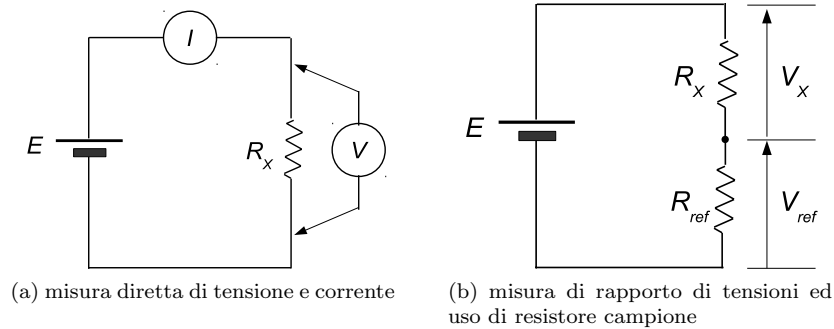 I
E
R_X
V
(a) misura diretta di tensione e corrente
E
R_X
V_X
R_ref
V_ref
(b) misura di rapporto di tensioni ed
uso di resistore campione